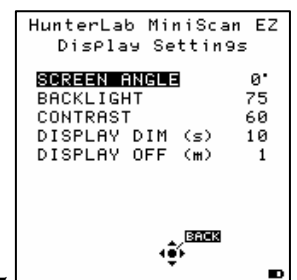 HunterLab MiniScan EZ
Display Settings
SCREEN ANGLE 0°
BACKLIGHT 75
CONTRAST 60
DISPLAY DIM (s) 10
DISPLAY OFF (m) 1
BACK